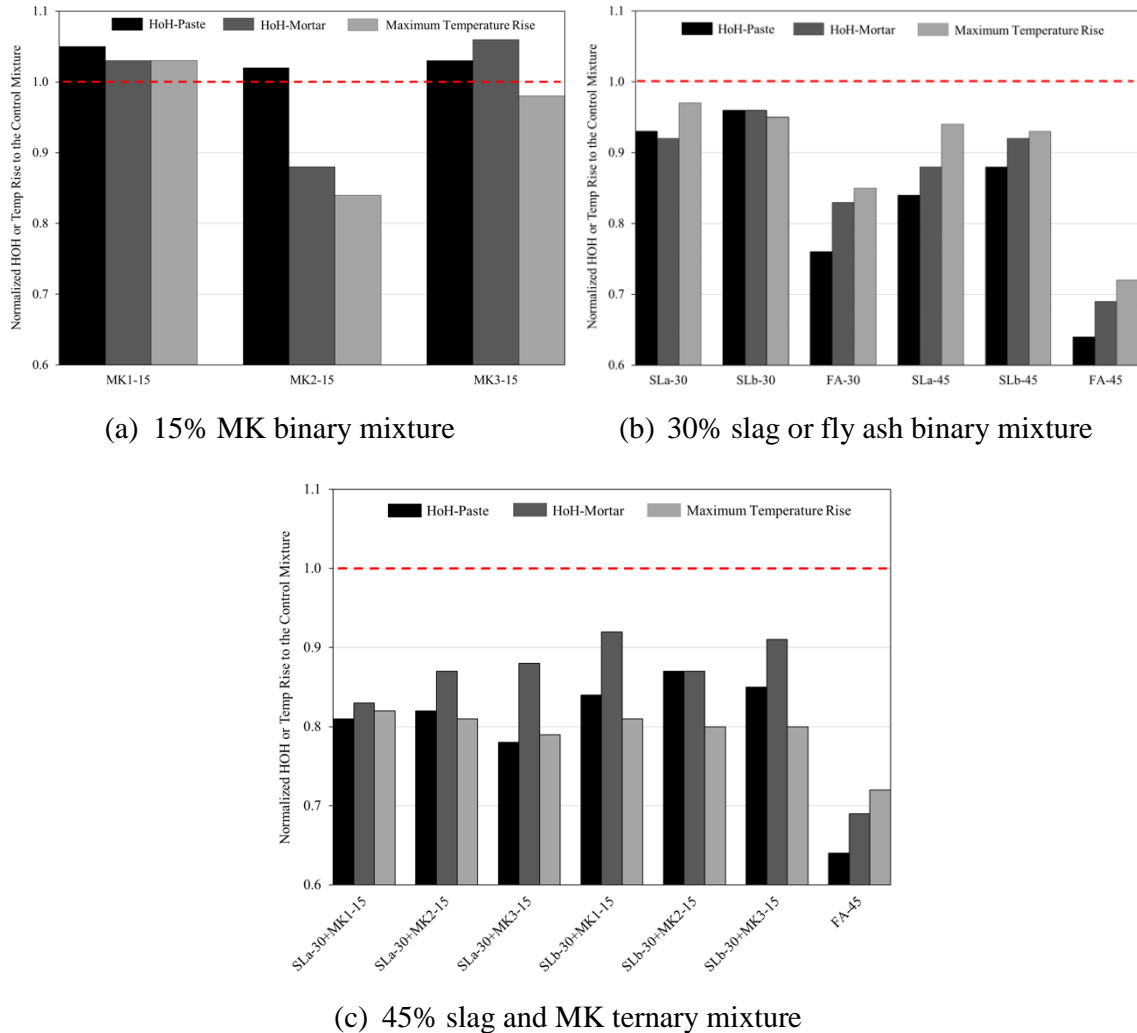 HoH-Paste HoH-Mortar Maximum Temperature Rise
Normalized HOH or Temp Rise to the Control Mixture
1.1
1.0
0.9
0.8
0.7
0.6
MK1-15 MK2-15 MK3-15
(a) 15% MK binary mixture
HoH-Paste HoH-Mortar Maximum Temperature Rise
Normalized HOH or Temp Rise to the Control Mixture
1.1
1.0
0.9
0.8
0.7
0.6
SLa-30 SLb-30 FA-30 SLa-45 SLb-45 FA-45
(b) 30% slag or fly ash binary mixture
HoH-Paste HoH-Mortar Maximum Temperature Rise
Normalized HOH or Temp Rise to the Control Mixture
1.1
1.0
0.9
0.8
0.7
0.6
SLa-30+MK1-15
SLa-30+MK2-15
SLa-30+MK3-15
SLb-30+MK1-15
SLb-30+MK2-15
SLb-30+MK3-15
FA-45
(c) 45% slag and MK ternary mixture